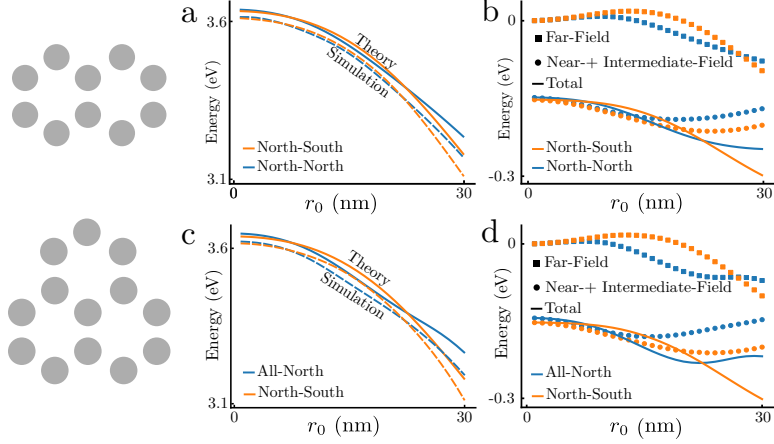 a
3.6
Energy (eV)
3.1
Theory
Simulation
North-South
North-North
0
30
r₀ (nm)
b
0
Energy (eV)
-0.3
Far-Field
Near-+ Intermediate-Field
Total
North-South
North-North
0
30
r₀ (nm)
c
3.6
Energy (eV)
3.1
Theory
Simulation
All-North
North-South
0
30
r₀ (nm)
d
0
Energy (eV)
-0.3
Far-Field
Near-+ Intermediate-Field
Total
All-North
North-South
0
30
r₀ (nm)